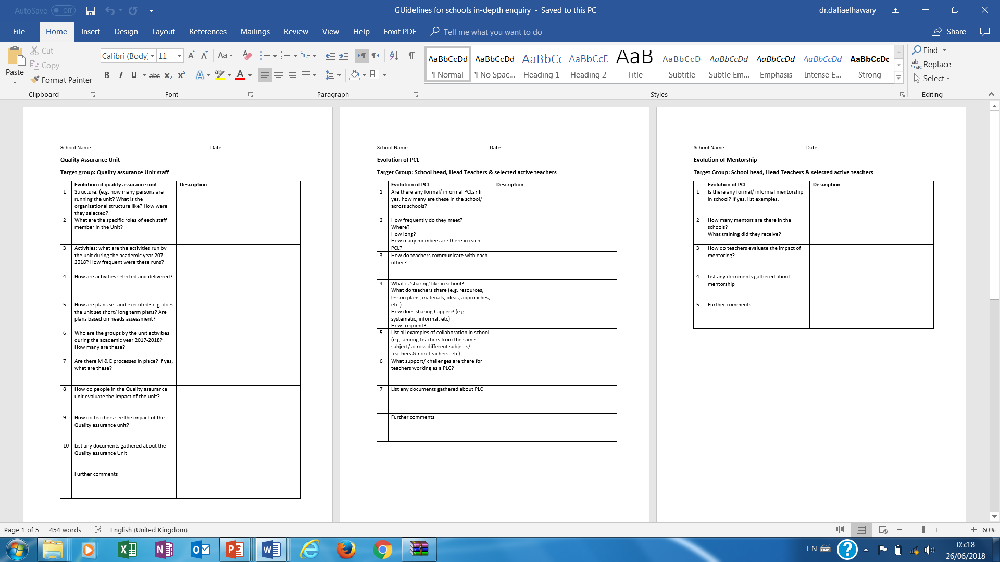 AutoSave Off
GUidelines for schools in-depth enquiry - Saved to this PC
dr.daliaelhawary
File Home Insert Design Layout References Mailings Review View Help Foxit PDF Tell me what you want to do Share
Paste
Cut
Copy
Format Painter
Clipboard
Calibri (Body) 11
Font
Paragraph
AaBbCcDd AaBbCcDd AaBbCc AaBbCcD AaB AaBbCcD AaBbCcDd AaBbCcDd AaBbCcDd AaBbCcDc
¶ Normal ¶ No Spac... Heading 1 Heading 2 Title Subtitle Subtle Em... Emphasis Intense E... Strong
Styles
Find
Replace
Select
Editing
School Name: Date:
Quality Assurance Unit
Target group: Quality assurance Unit staff
Evolution of quality assurance unit Description
1 Structure: (e.g. how many persons are
running the unit? What is the
organizational structure like? How were
they selected?
2 What are the specific roles of each staff
member in the Unit?
3 Activities: what are the activities run by
the unit during the academic year 207-
2018? How frequent were these runs?
4 How are activities selected and delivered?
5 How are plans set and executed? e.g. does
the unit set short/ long term plans? Are
plans based on needs assessment?
6 Who are the groups by the unit activities
during the academic year 2017-2018?
How many are these?
7 Are there M & E processes in place? If yes,
what are these?
8 How do people in the Quality assurance
unit evaluate the impact of the unit?
9 How do teachers see the impact of the
Quality assurance unit?
10 List any documents gathered about the
Quality assurance Unit
Further comments
School Name: Date:
Evolution of PCL
Target Group: School head, Head Teachers & selected active teachers
Evolution of PCL Description
1 Are there any formal/ informal PCLs? If
yes, how many are these in the school/
across schools?
2 How frequently do they meet?
Where?
How long?
How many members are there in each
PCL?
3 How do teachers communicate with each
other?
4 What is ‘sharing’ like in school?
What do teachers share (e.g. resources,
lesson plans, materials, ideas, approaches,
etc.)
How does sharing happen? (e.g.
systematic, informal, etc)
How frequent?
5 List all examples of collaboration in school
(e.g. among teachers from the same
subject/ across different subjects/
teachers & non-teachers, etc)
6 What support/ challenges are there for
teachers working as a PLC?
7 List any documents gathered about PLC
Further comments
School Name: Date:
Evolution of Mentorship
Target Group: School head, Head Teachers & selected active teachers
Evolution of PCL Description
1 Is there any formal/ informal mentorship
in school? If yes, list examples.
2 How many mentors are there in the
schools?
What training did they receive?
3 How do teachers evaluate the impact of
mentoring?
4 List any documents gathered about
mentorship
5 Further comments
Page 1 of 5 454 words English (United Kingdom) 60%
EN
05:18
26/06/2018